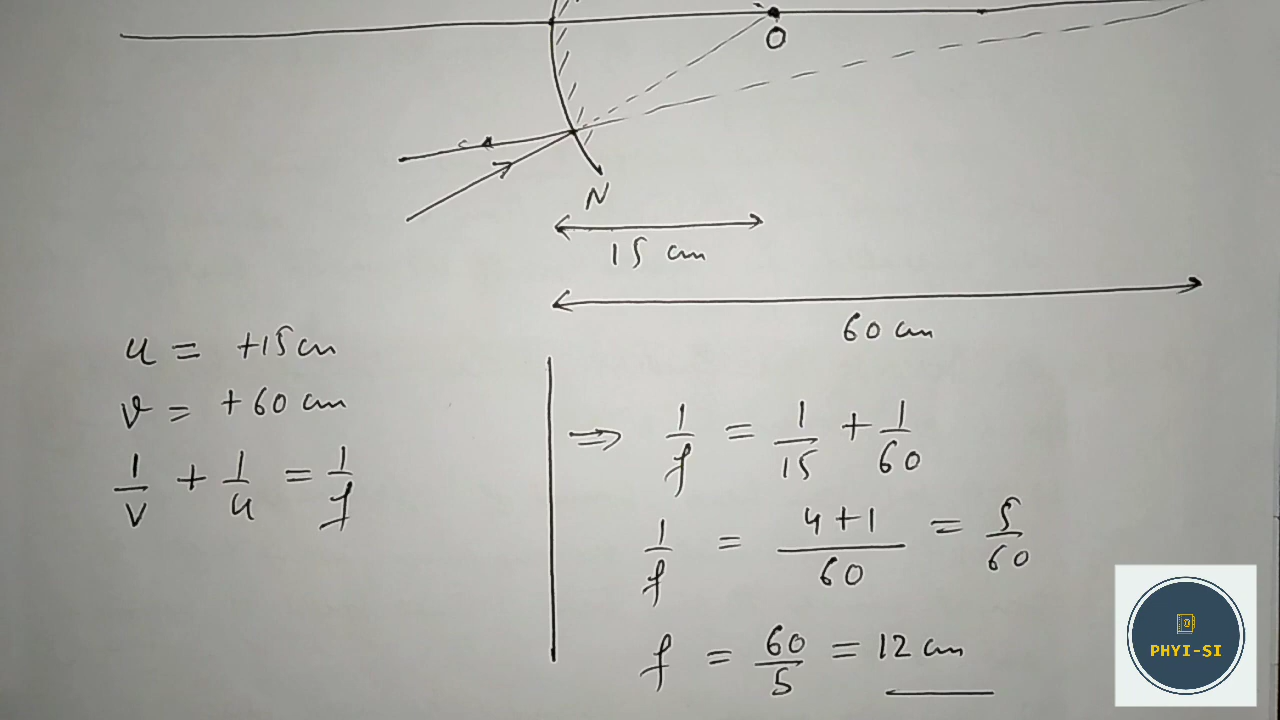 O
N
15 cm
60 cm
u = +15 cm
v = +60 cm
1/v + 1/u = 1/f
⇒ 1/f = 1/15 + 1/60
1/f = 4+1/60 = 5/60
f = 60/5 = 12 cm
PHYI-SI